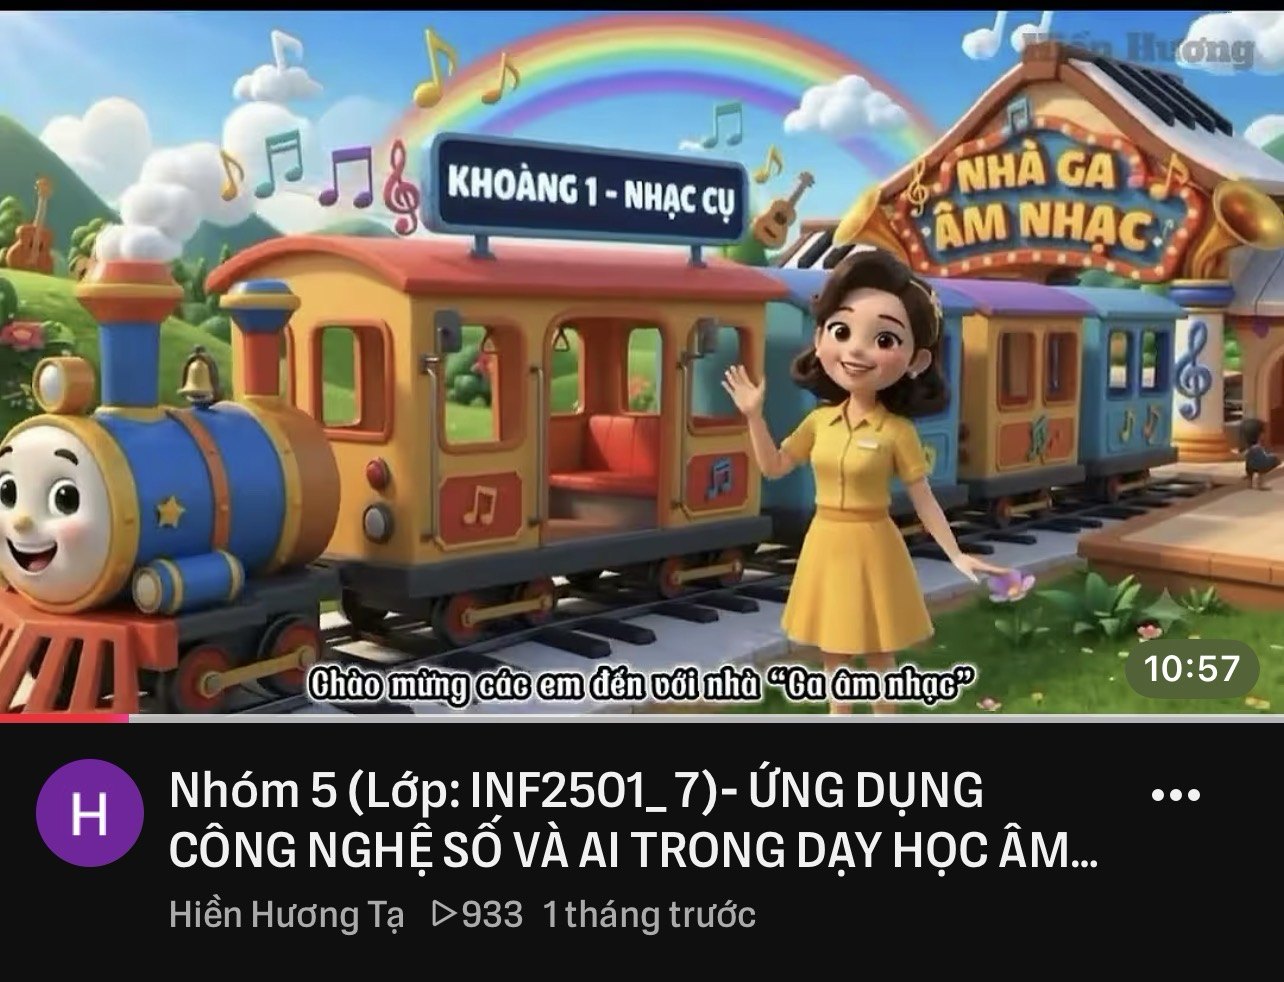 Hiền Hương
KHOÀNG 1 - NHẠC CỤ
NHÀ GA
ÂM NHẠC
Chào mừng các em đến với nhà “Ga âm nhạc”
10:57
H
Nhóm 5 (Lớp: INF2501_ 7)- ỨNG DỤNG
CÔNG NGHỆ SỐ VÀ AI TRONG DẠY HỌC ÂM...
Hiền Hương Tạ 933 1 tháng trước